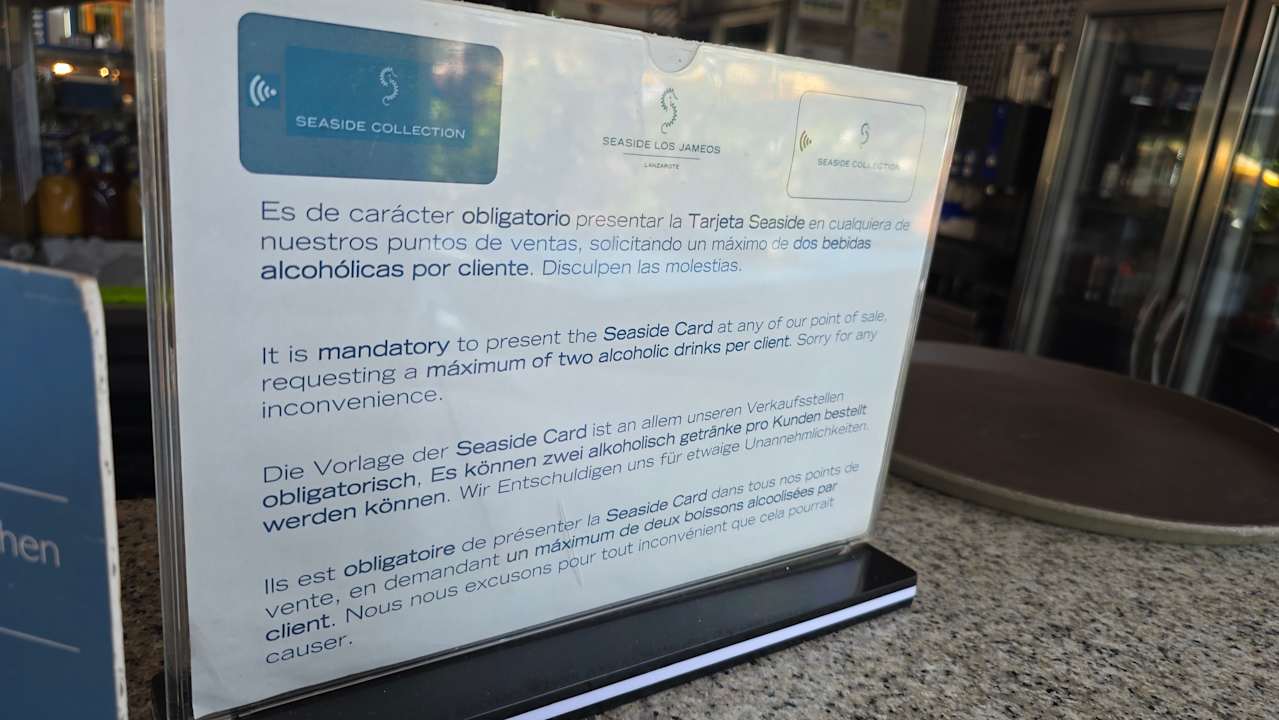 SEASIDE COLLECTION
SEASIDE LOS JAMEOS
LANZAROTE
SEASIDE COLLECTION
Es de carácter obligatorio presentar la Tarjeta Seaside en cualquiera de
nuestros puntos de ventas, solicitando un máximo de dos bebidas
alcohólicas por cliente. Disculpen las molestias.
It is mandatory to present the Seaside Card at any of our point of sale,
requesting a máximum of two alcoholic drinks per client. Sorry for any
inconvenience.
Die Vorlage der Seaside Card ist an allem unseren Verkaufsstellen
obligatorisch, Es können zwei alkoholisch getränke pro Kunden bestellt
werden können. Wir Entschuldigen uns für etwaige Unannehmlichkeiten.
Ils est obligatoire de présenter la Seaside Card dans tous nos points de
vente, en demandant un máximum de deux boissons alcoolisées par
client. Nous nous excusons pour tout inconvénient que cela pourrait
causer.
hen